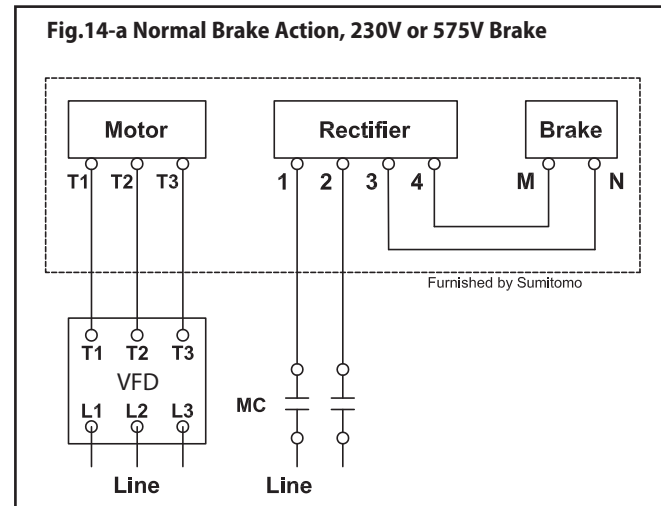 Fig.14-a Normal Brake Action, 230V or 575V Brake
Motor Rectifier Brake
T1 T2 T3 1 2 3 4 M N
Furnished by Sumitomo
T1 T2 T3
VFD
MC
L1 L2 L3
Line Line